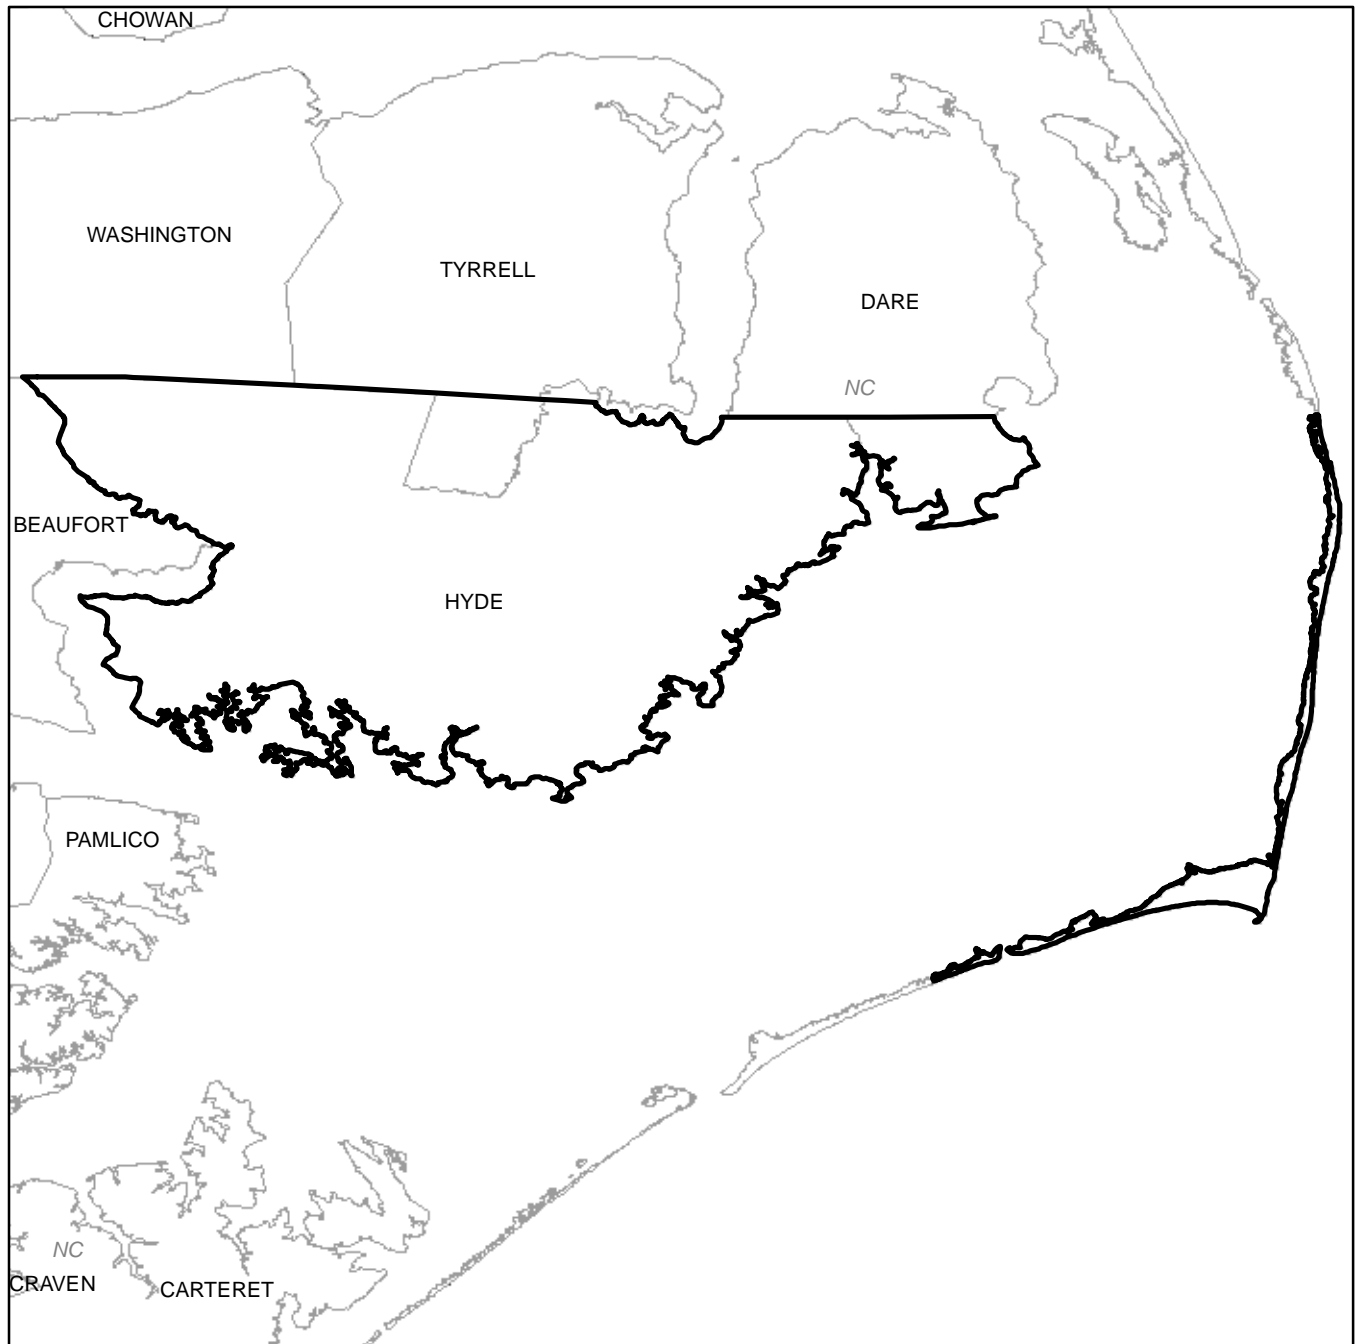 CHOWAN
WASHINGTON
TYRRELL
DARE
NC
BEAUFORT
HYDE
PAMLICO
NC
CRAVEN
CARTERET